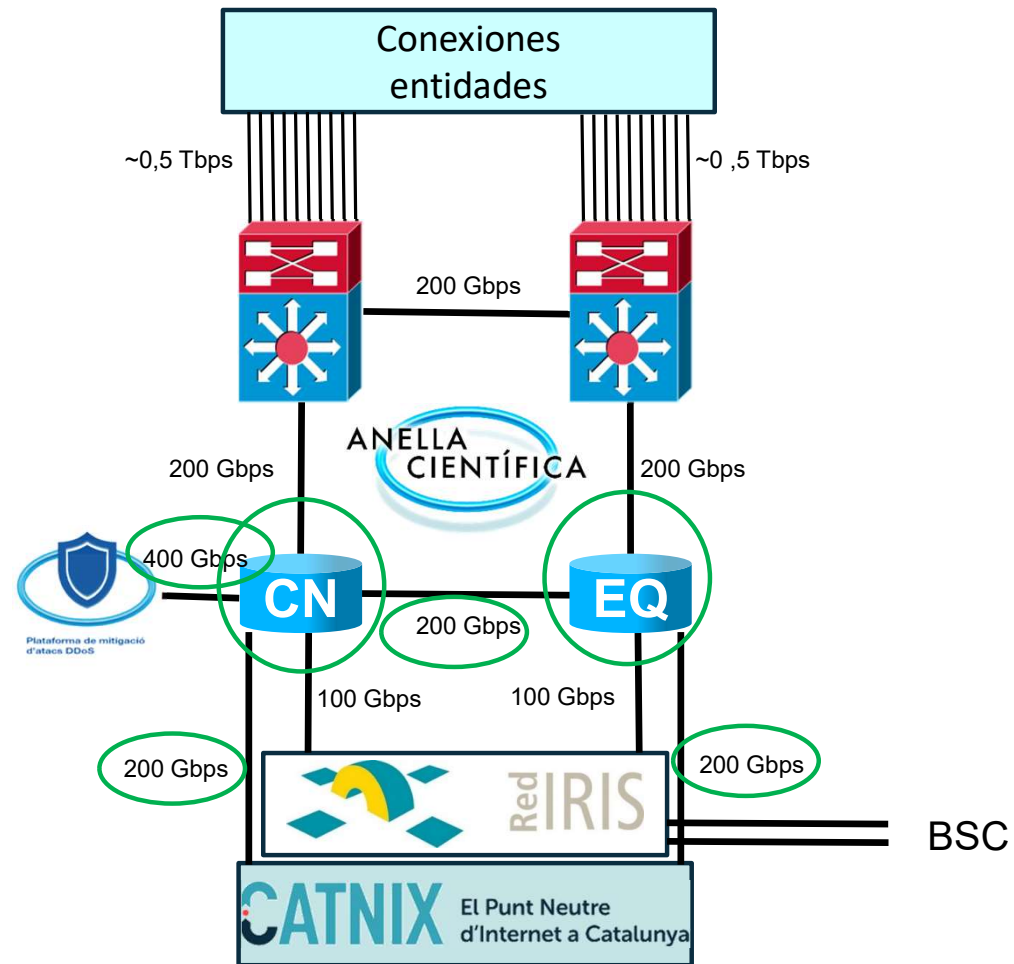 Conexiones
entidades
~0,5 Tbps
~0 ,5 Tbps
200 Gbps
ANELLA
CIENTÍFICA
200 Gbps
200 Gbps
400 Gbps
CN
EQ
Plataforma de mitigació
d'atacs DDoS
200 Gbps
100 Gbps
100 Gbps
200 Gbps
200 Gbps
Red
IRIS
BSC
CATNIX
El Punt Neutre
d'Internet a Catalunya